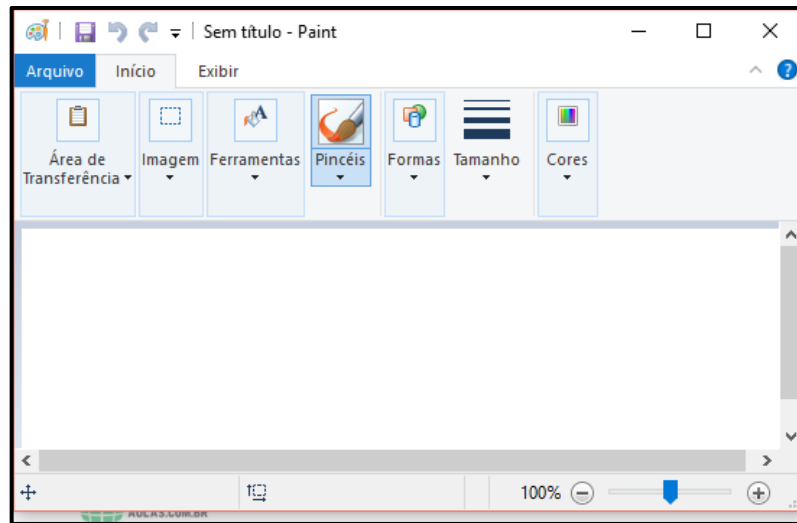 Sem título - Paint
Arquivo Início Exibir
Área de Transferência Imagem Ferramentas Pincéis Formas Tamanho Cores
100%
AULAS.COM.BR